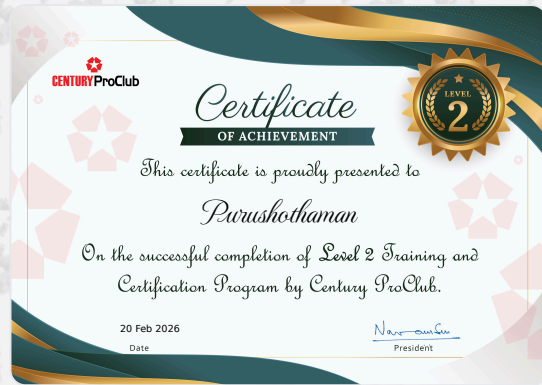 CENTURY ProClub
LEVEL
2
Certificate
OF ACHIEVEMENT
This certificate is proudly presented to
Purushothaman
On the successful completion of Level 2 Training and
Certification Program by Century ProClub.
20 Feb 2026
Date
President